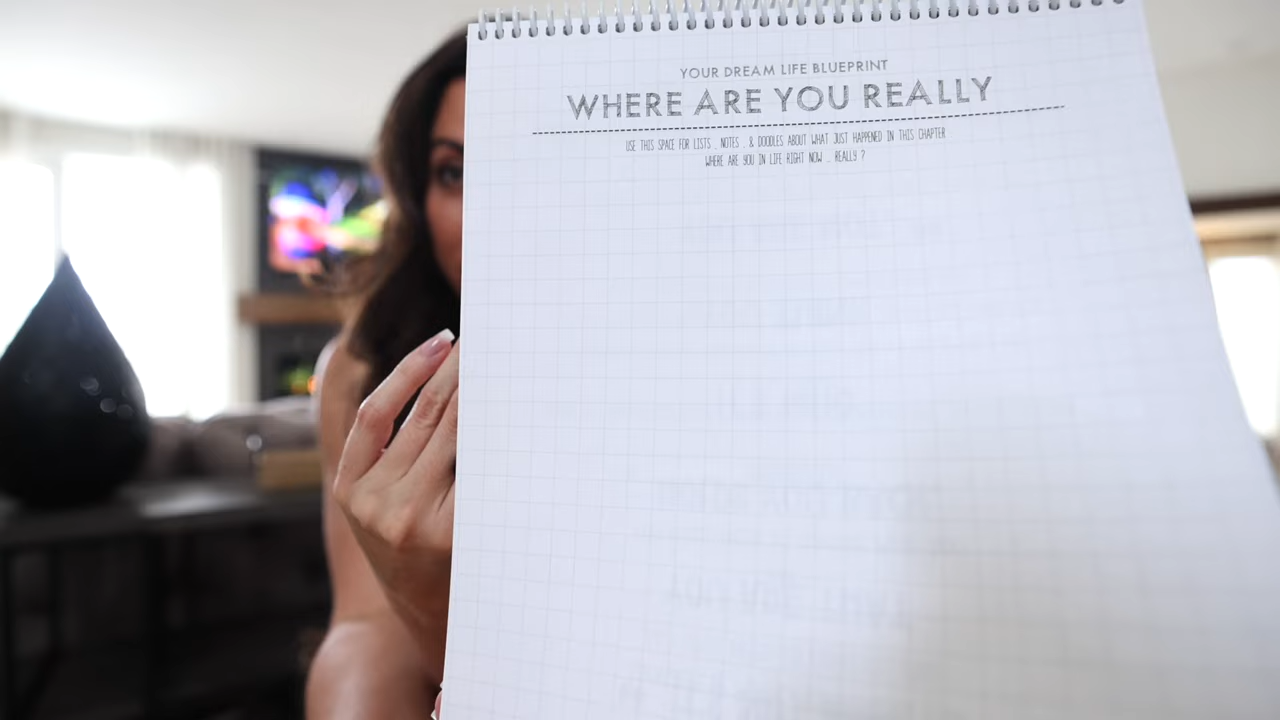 YOUR DREAM LIFE BLUEPRINT
WHERE ARE YOU REALLY
USE THIS SPACE FOR LISTS , NOTES , & DOODLES ABOUT WHAT JUST HAPPENED IN THIS CHAPTER .
WHERE ARE YOU IN LIFE RIGHT NOW .. REALLY ?